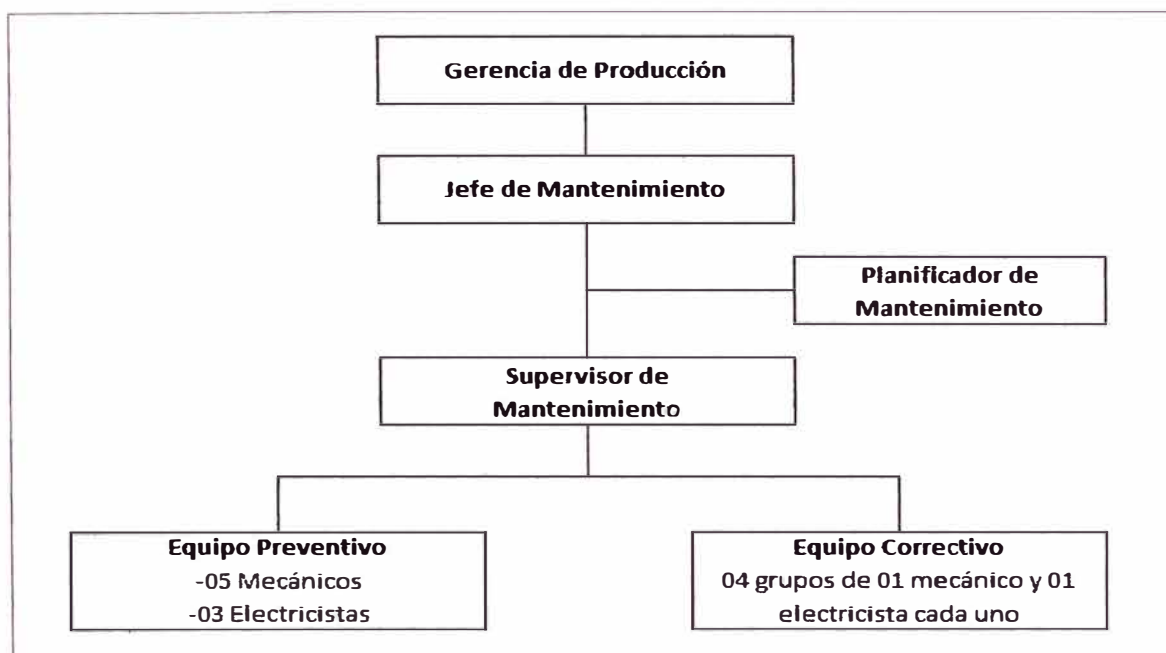 Gerencia de Producción
Jefe de Mantenimiento
Planificador de
Mantenimiento
Supervisor de
Mantenimiento
Equipo Preventivo
-05 Mecánicos
-03 Electricistas
Equipo Correctivo
04 grupos de 01 mecánico y 01
electricista cada uno